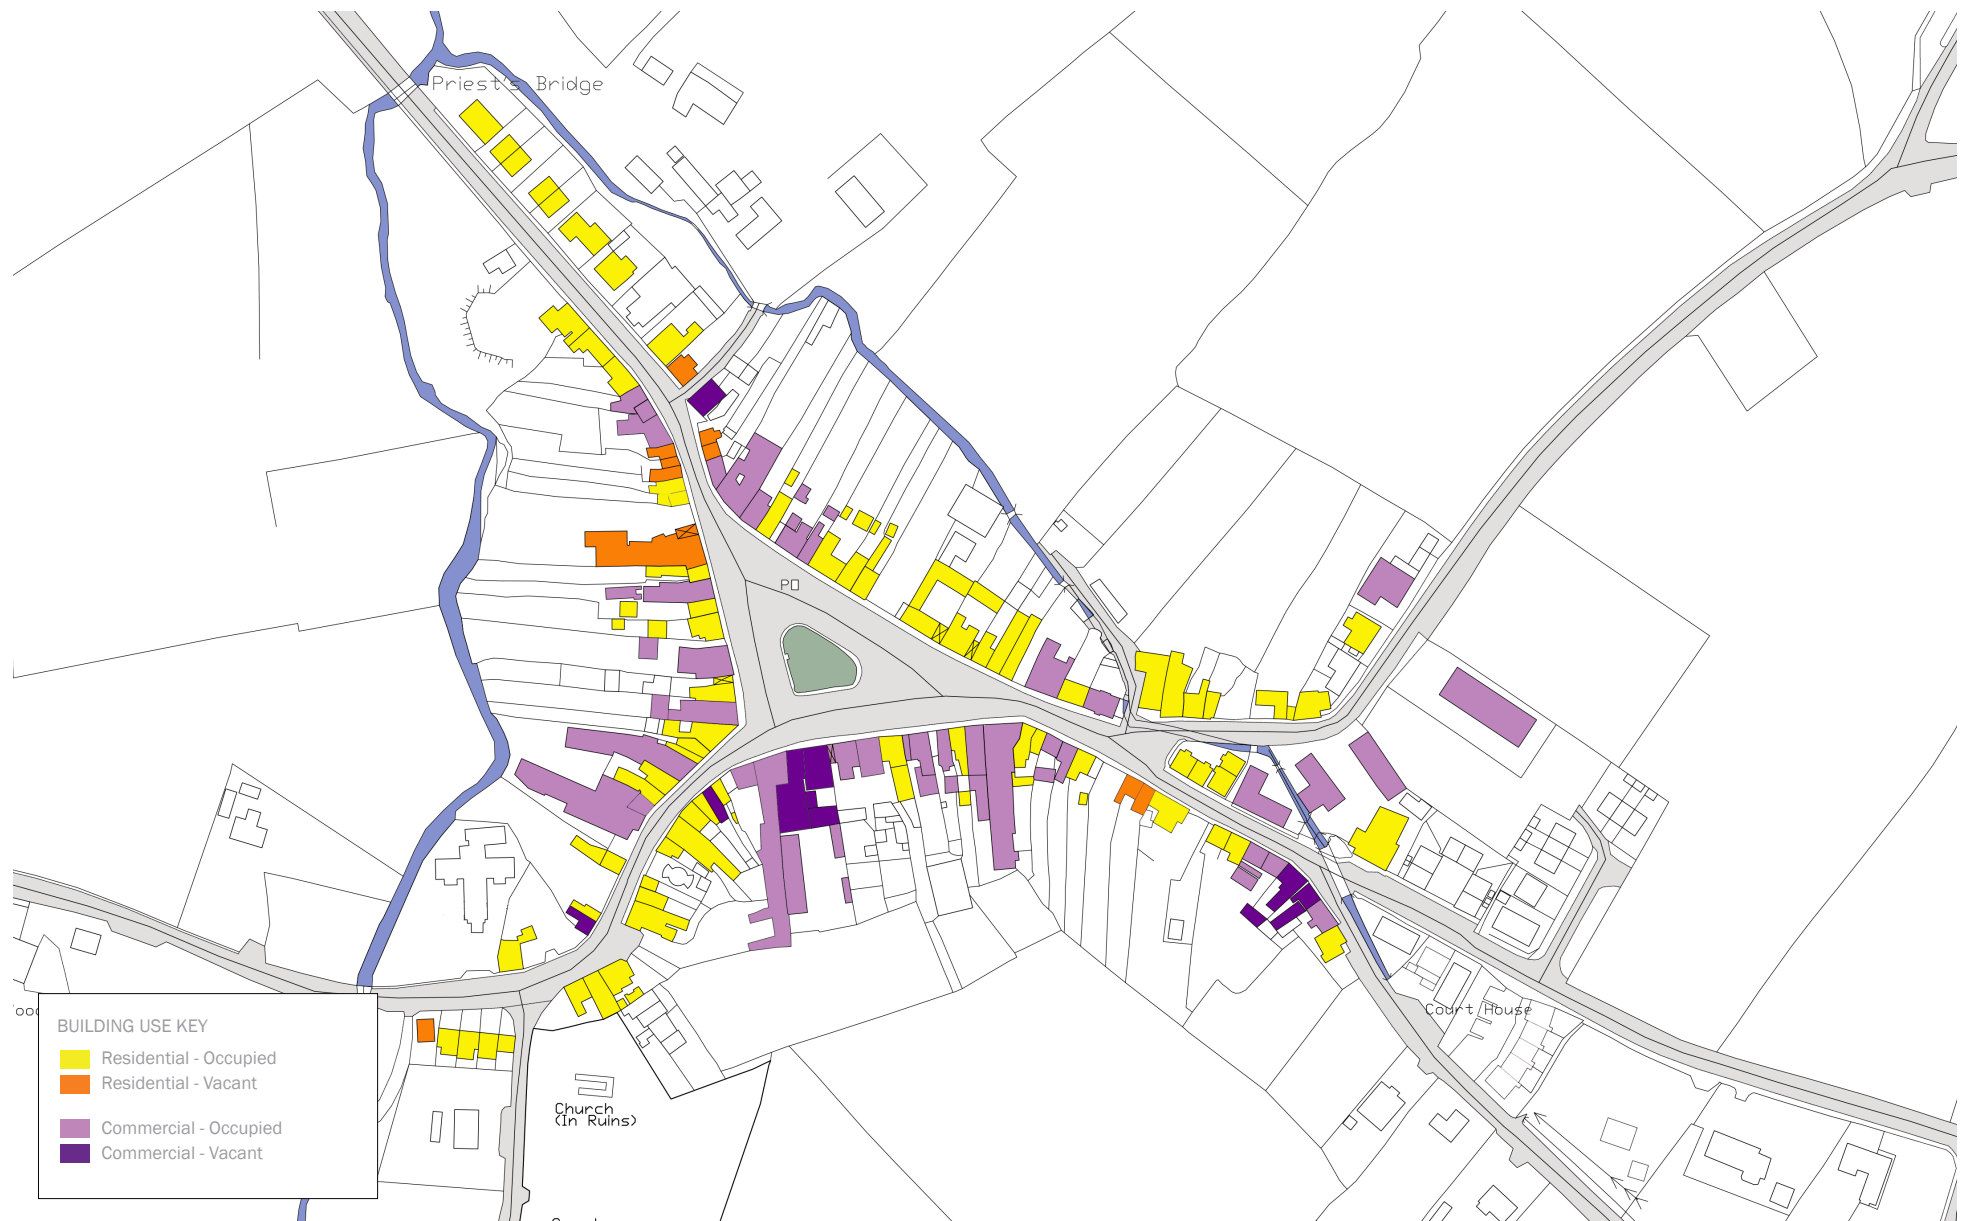 Priest's Bridge
PO
BUILDING USE KEY
Residential - Occupied
Residential - Vacant
Commercial - Occupied
Commercial - Vacant
Court House
Church
(In Ruins)